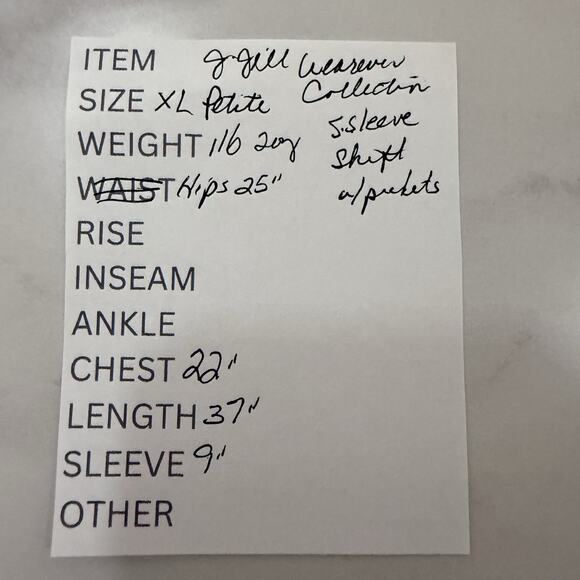 ITEM J. Jill Wearever
SIZE XL Petite Collection
WEIGHT 1lb 2oz S.sleeve
Shift
WAIST Hips 25" w/pockets
RISE
INSEAM
ANKLE
CHEST 22"
LENGTH 37"
SLEEVE 9"
OTHER